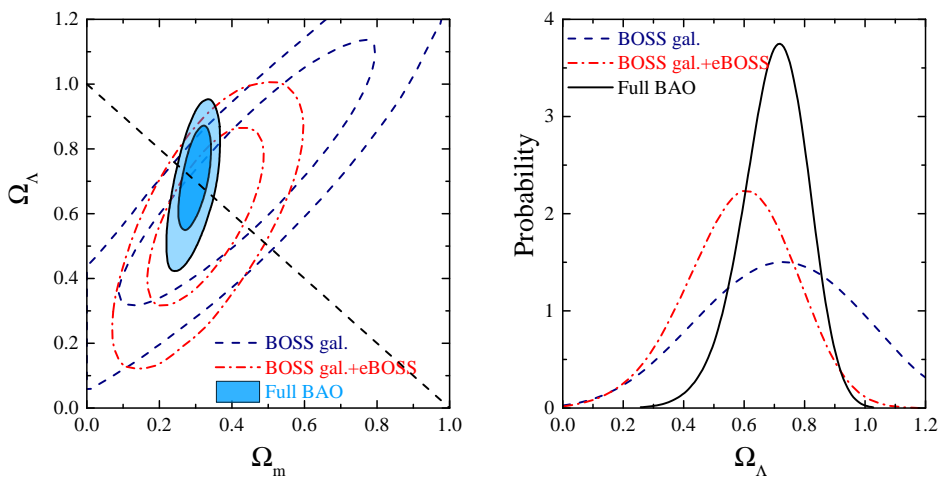 1.2
1.0
0.8
0.6
0.4
0.2
0.0
Ω_Λ
0.0 0.2 0.4 0.6 0.8 1.0
Ω_m
BOSS gal.
BOSS gal.+eBOSS
Full BAO
4
3
2
1
0
Probability
0.0 0.2 0.4 0.6 0.8 1.0 1.2
Ω_Λ
BOSS gal.
BOSS gal.+eBOSS
Full BAO